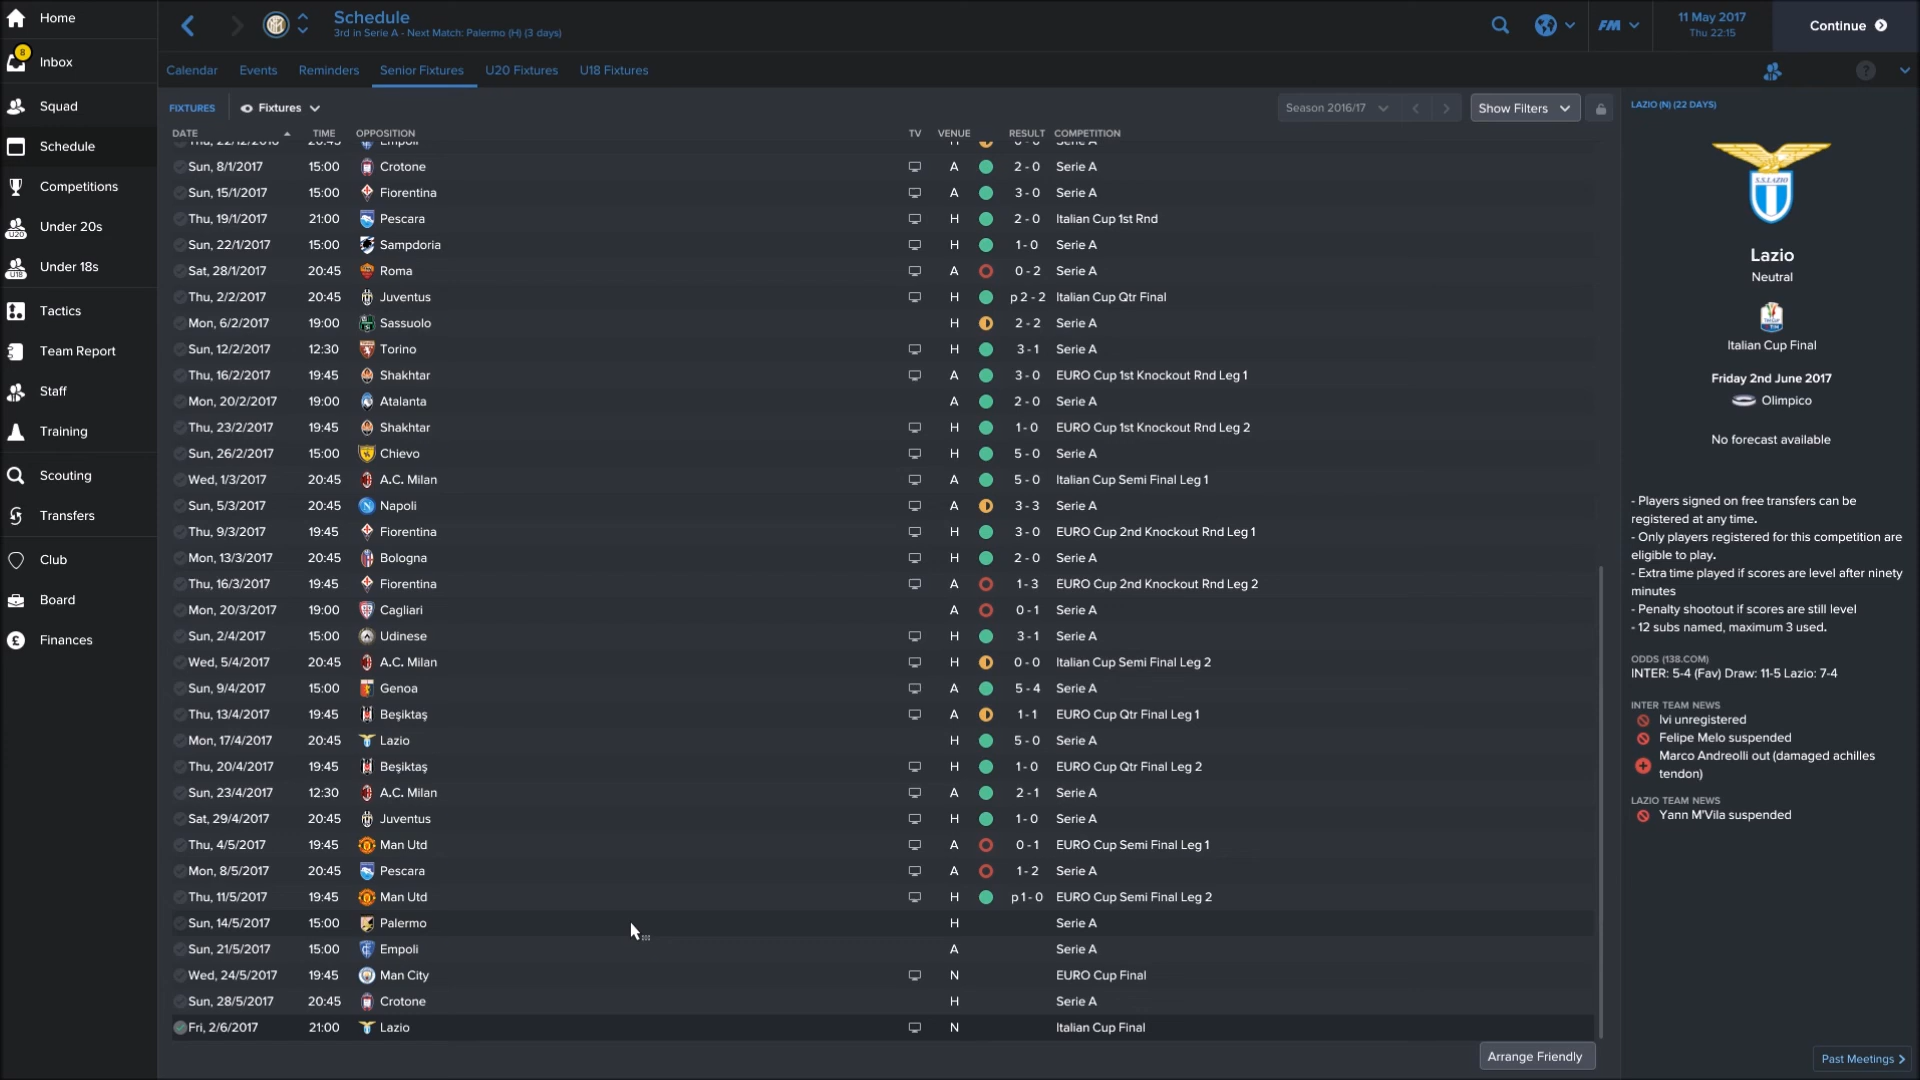 Home
Schedule
3rd in Serie A - Next Match: Palermo (H) (3 days)
FM
11 May 2017
Thu 22:15
Continue
8
Inbox
Calendar Events Reminders Senior Fixtures U20 Fixtures U18 Fixtures
?
Squad
Schedule
Competitions
U20
Under 20s
U18
Under 18s
Tactics
Team Report
Staff
Training
Scouting
Transfers
Club
Board
£
Finances
FIXTURES Fixtures Season 2016/17 Show Filters
DATE TIME OPPOSITION TV VENUE RESULT COMPETITION
Thu, 22/12/2016 20:45 Empoli H 0 - 0 Serie A
Sun, 8/1/2017 15:00 Crotone A 2 - 0 Serie A
Sun, 15/1/2017 15:00 Fiorentina A 3 - 0 Serie A
Thu, 19/1/2017 21:00 Pescara H 2 - 0 Italian Cup 1st Rnd
Sun, 22/1/2017 15:00 Sampdoria H 1 - 0 Serie A
Sat, 28/1/2017 20:45 Roma A 0 - 2 Serie A
Thu, 2/2/2017 20:45 Juventus H p 2 - 2 Italian Cup Qtr Final
Mon, 6/2/2017 19:00 Sassuolo H 2 - 2 Serie A
Sun, 12/2/2017 12:30 Torino H 3 - 1 Serie A
Thu, 16/2/2017 19:45 Shakhtar A 3 - 0 EURO Cup 1st Knockout Rnd Leg 1
Mon, 20/2/2017 19:00 Atalanta A 2 - 0 Serie A
Thu, 23/2/2017 19:45 Shakhtar H 1 - 0 EURO Cup 1st Knockout Rnd Leg 2
Sun, 26/2/2017 15:00 Chievo H 5 - 0 Serie A
Wed, 1/3/2017 20:45 A.C. Milan A 5 - 0 Italian Cup Semi Final Leg 1
Sun, 5/3/2017 20:45 Napoli A 3 - 3 Serie A
Thu, 9/3/2017 19:45 Fiorentina H 3 - 0 EURO Cup 2nd Knockout Rnd Leg 1
Mon, 13/3/2017 20:45 Bologna H 2 - 0 Serie A
Thu, 16/3/2017 19:45 Fiorentina A 1 - 3 EURO Cup 2nd Knockout Rnd Leg 2
Mon, 20/3/2017 19:00 Cagliari A 0 - 1 Serie A
Sun, 2/4/2017 15:00 Udinese H 3 - 1 Serie A
Wed, 5/4/2017 20:45 A.C. Milan H 0 - 0 Italian Cup Semi Final Leg 2
Sun, 9/4/2017 15:00 Genoa A 5 - 4 Serie A
Thu, 13/4/2017 19:45 Beşiktaş A 1 - 1 EURO Cup Qtr Final Leg 1
Mon, 17/4/2017 20:45 Lazio H 5 - 0 Serie A
Thu, 20/4/2017 19:45 Beşiktaş H 1 - 0 EURO Cup Qtr Final Leg 2
Sun, 23/4/2017 12:30 A.C. Milan A 2 - 1 Serie A
Sat, 29/4/2017 20:45 Juventus H 1 - 0 Serie A
Thu, 4/5/2017 19:45 Man Utd A 0 - 1 EURO Cup Semi Final Leg 1
Mon, 8/5/2017 20:45 Pescara A 1 - 2 Serie A
Thu, 11/5/2017 19:45 Man Utd H p 1 - 0 EURO Cup Semi Final Leg 2
Sun, 14/5/2017 15:00 Palermo H Serie A
Sun, 21/5/2017 15:00 Empoli A Serie A
Wed, 24/5/2017 19:45 Man City N EURO Cup Final
Sun, 28/5/2017 20:45 Crotone H Serie A
Fri, 2/6/2017 21:00 Lazio N Italian Cup Final
Arrange Friendly
LAZIO (N) (22 DAYS)
S.S.LAZIO
Lazio
Neutral
Italian Cup Final
Friday 2nd June 2017
Olimpico
No forecast available
- Players signed on free transfers can be
registered at any time.
- Only players registered for this competition are
eligible to play.
- Extra time played if scores are level after ninety
minutes
- Penalty shootout if scores are still level
- 12 subs named, maximum 3 used.
ODDS (138.COM)
INTER: 5-4 (Fav) Draw: 11-5 Lazio: 7-4
INTER TEAM NEWS
Ivi unregistered
Felipe Melo suspended
Marco Andreolli out (damaged achilles
tendon)
LAZIO TEAM NEWS
Yann M'Vila suspended
Past Meetings